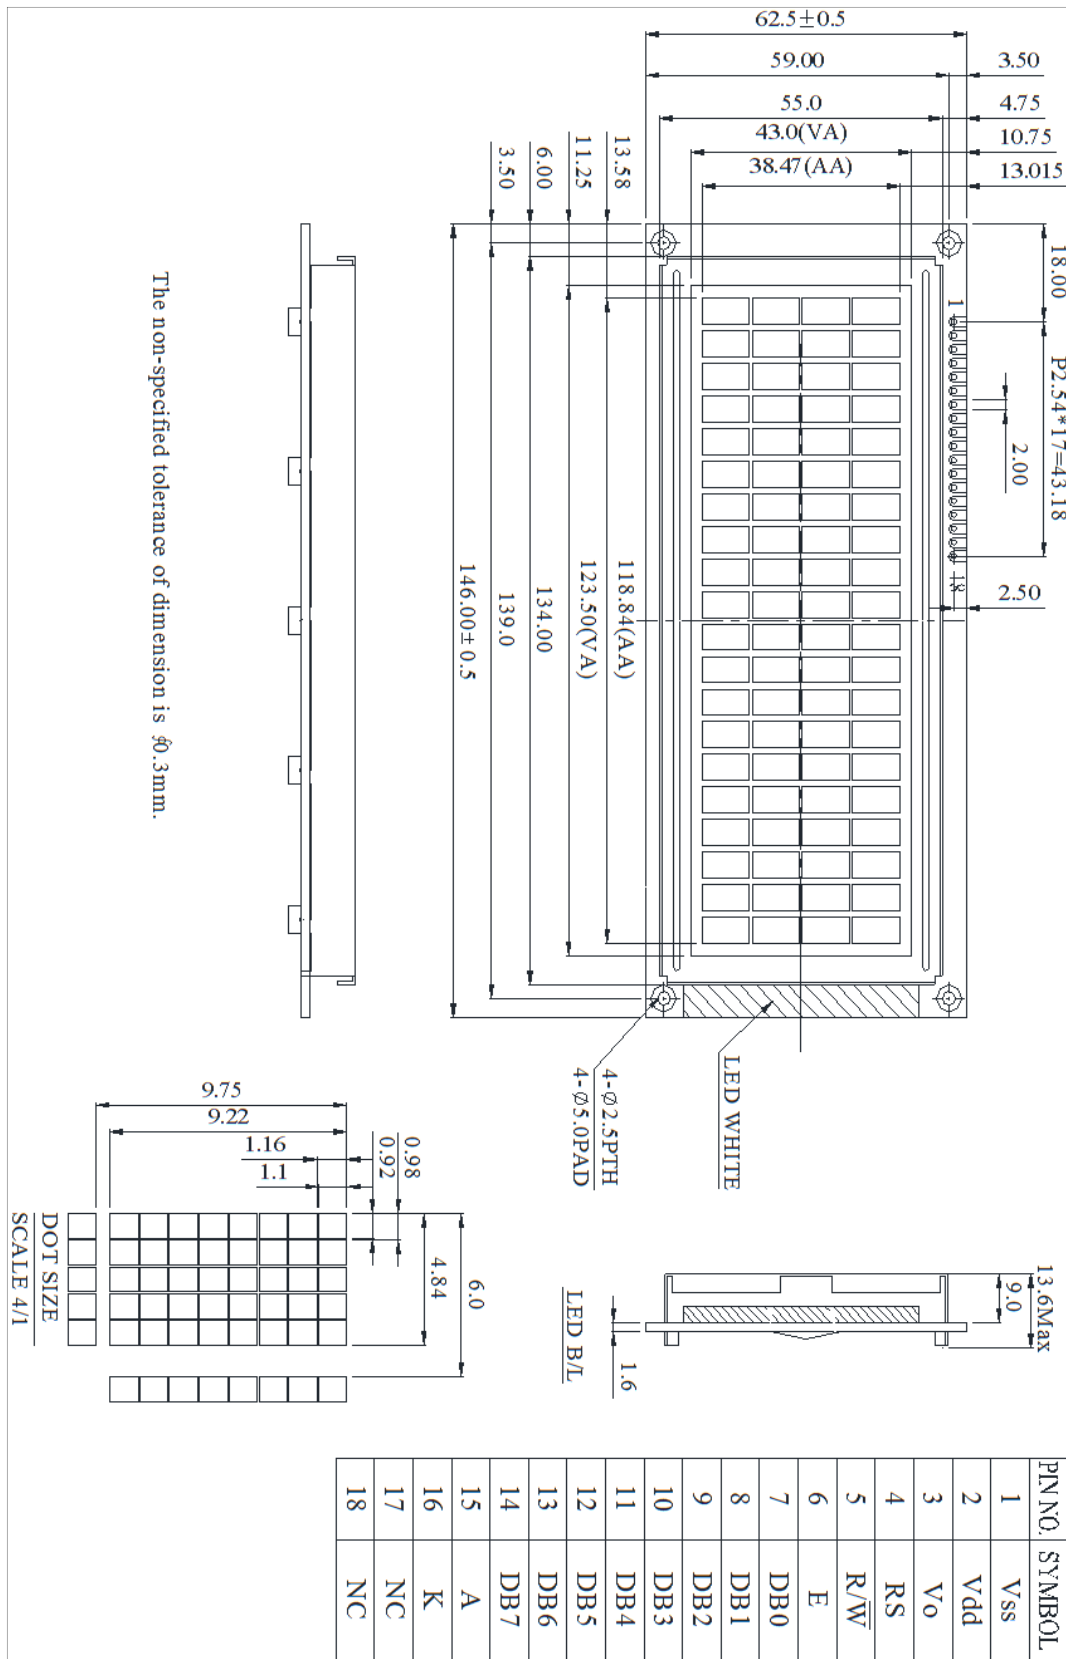 62.5±0.5
59.00
3.50
55.0
4.75
43.0(VA)
10.75
38.47(AA)
13.015
3.50
6.00
11.25
13.58
18.00
P2.54*17=43.18
2.00
2.50
1
18
118.84(AA)
123.50(VA)
134.00
139.0
146.00±0.5
The non-specified tolerance of dimension is ∮0.3mm.
LED WHITE
4-Ø2.5PTH
4-Ø5.0PAD
9.75
9.22
1.16
1.1
0.98
0.92
4.84
6.0
DOT SIZE
SCALE 4/1
13.6Max
9.0
1.6
LED B/L
PIN NO. SYMBOL
1 Vss
2 Vdd
3 Vo
4 RS
5 R/W̅
6 E
7 DB0
8 DB1
9 DB2
10 DB3
11 DB4
12 DB5
13 DB6
14 DB7
15 A
16 K
17 NC
18 NC